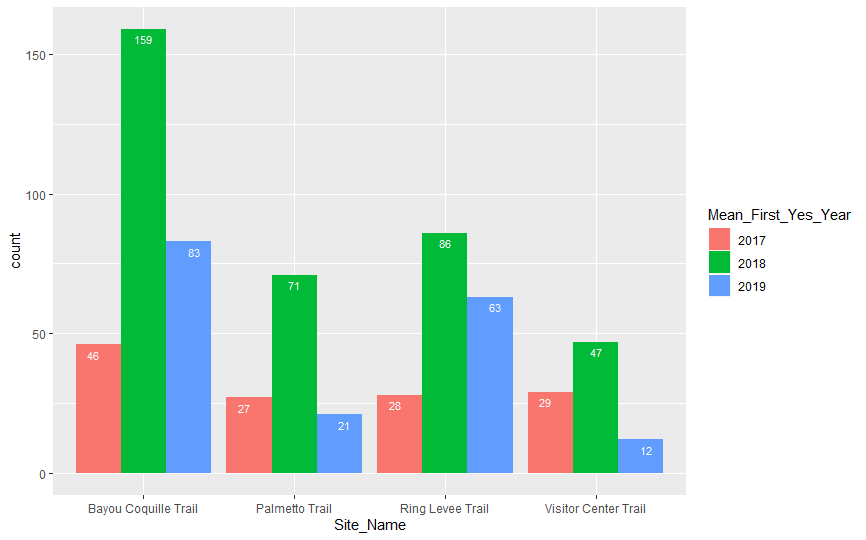 150
100
50
0
count
159
46
83
27
71
21
28
86
63
29
47
12
Bayou Coquille Trail
Palmetto Trail
Ring Levee Trail
Visitor Center Trail
Site_Name
Mean_First_Yes_Year
2017
2018
2019